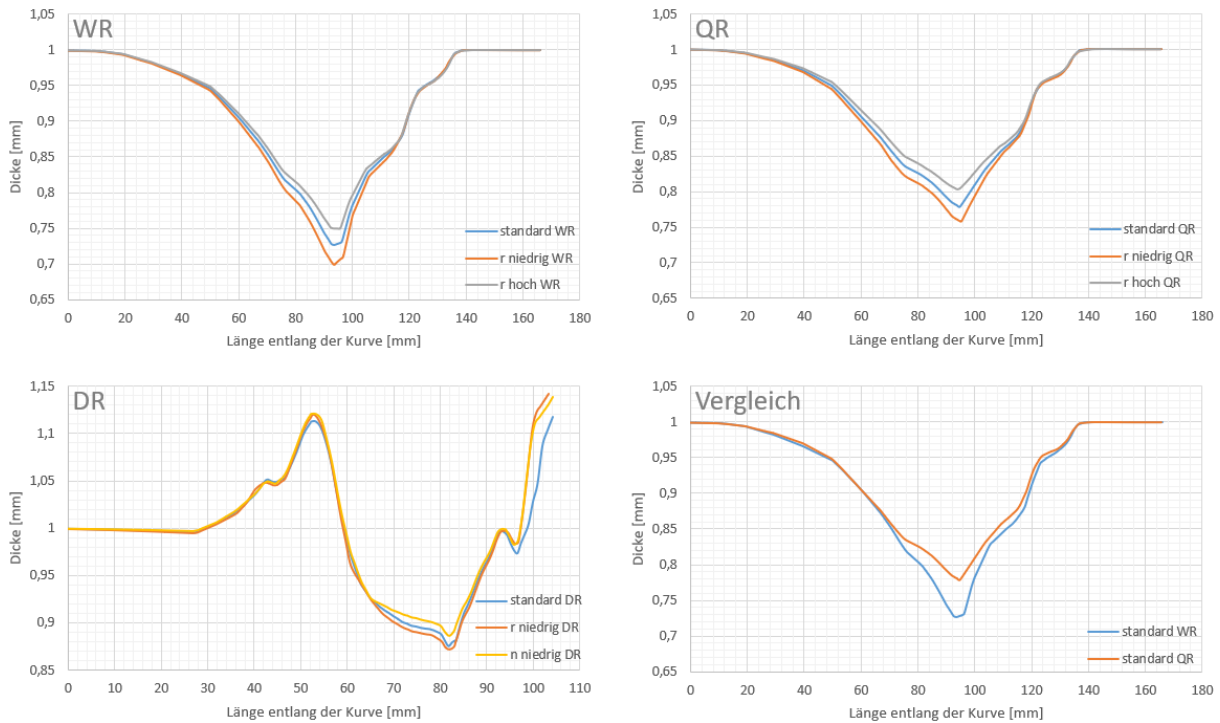 WR
1,05
1
0,95
0,9
0,85
0,8
0,75
0,7
0,65
Dicke [mm]
standard WR
r niedrig WR
r hoch WR
0 20 40 60 80 100 120 140 160 180
Länge entlang der Kurve [mm]
QR
1,05
1
0,95
0,9
0,85
0,8
0,75
0,7
0,65
Dicke [mm]
standard QR
r niedrig QR
r hoch QR
0 20 40 60 80 100 120 140 160 180
Länge entlang der Kurve [mm]
DR
1,15
1,1
1,05
1
0,95
0,9
0,85
Dicke [mm]
standard DR
r niedrig DR
n niedrig DR
0 10 20 30 40 50 60 70 80 90 100 110
Länge entlang der Kurve [mm]
Vergleich
1,05
1
0,95
0,9
0,85
0,8
0,75
0,7
0,65
Dicke [mm]
standard WR
standard QR
0 20 40 60 80 100 120 140 160 180
Länge entlang der Kurve [mm]